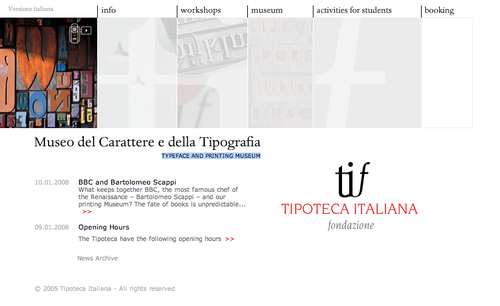 Versione italiana
info
workshops
museum
activities for students
booking
Museo del Carattere e della Tipografia
TYPEFACE AND PRINTING MUSEUM
10.01.2008
BBC and Bartolomeo Scappi
What keeps together BBC, the most famous chef of
the Renaissance – Bartolomeo Scappi – and our
printing Museum? The fate of books is unpredictable...
>>
09.01.2008
Opening Hours
The Tipoteca have the following opening hours >>
News Archive
tif
TIPOTECA ITALIANA
fondazione
© 2005 Tipoteca Italiana - All rights reserved